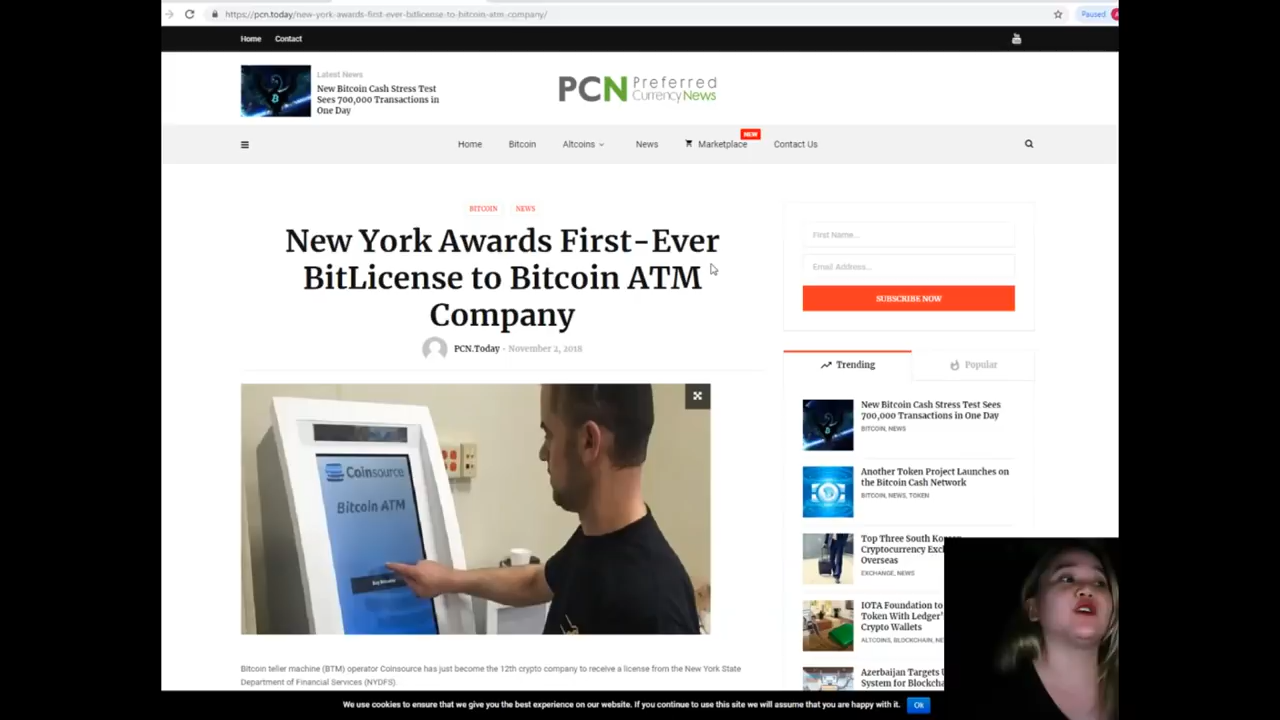 https://pcn.today/new-york-awards-first-ever-bitlicense-to-bitcoin-atm-company/
Paused
Home
Contact
Latest News
New Bitcoin Cash Stress Test
Sees 700,000 Transactions in
One Day
PCN Preferred
Currency News
NEW
Home
Bitcoin
Altcoins
News
Marketplace
Contact Us
BITCOIN
NEWS
New York Awards First-Ever
BitLicense to Bitcoin ATM
Company
PCN.Today - November 2, 2018
Coinsource
Bitcoin ATM
Buy Bitcoin
Bitcoin teller machine (BTM) operator Coinsource has just become the 12th crypto company to receive a license from the New York State
Department of Financial Services (NYDFS).
First Name...
Email Address...
SUBSCRIBE NOW
Trending
Popular
New Bitcoin Cash Stress Test Sees
700,000 Transactions in One Day
BITCOIN, NEWS
Another Token Project Launches on
the Bitcoin Cash Network
BITCOIN, NEWS, TOKEN
Top Three South
Cryptocurrency
Overseas
EXCHANGE, NEWS
IOTA Foundation to
Token With Ledger'
Crypto Wallets
ALTCOINS, BLOCKCHAIN,
Azerbaijan Targets
System for
We use cookies to ensure that we give you the best experience on our website. If you continue to use this site we will assume that you are happy with it.
Ok